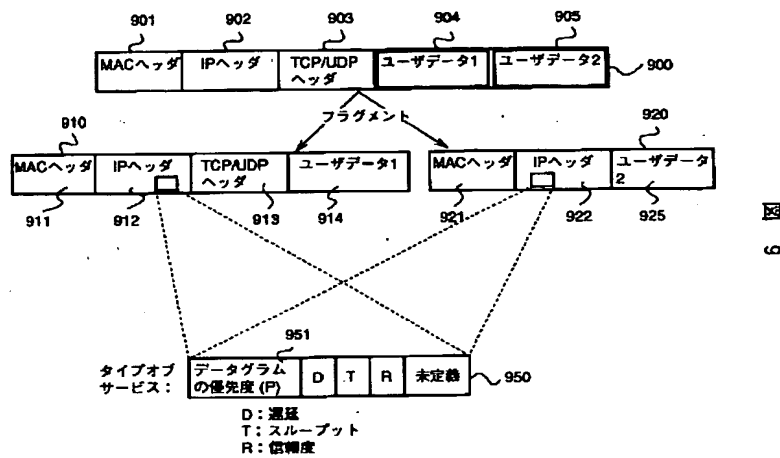 901 902 903 904 905
MACヘッダ IPヘッダ TCP/UDP ヘッダ ユーザデータ1 ユーザデータ2 900
フラグメント
910 920
MACヘッダ IPヘッダ TCP/UDP ヘッダ ユーザデータ1 MACヘッダ IPヘッダ ユーザデータ 2
911 912 913 914 921 922 925
図 9
951
タイプオブ サービス： データグラム の優先度 (P) D T R 未定義 950
D：遅延
T：スループット
R：信頼度